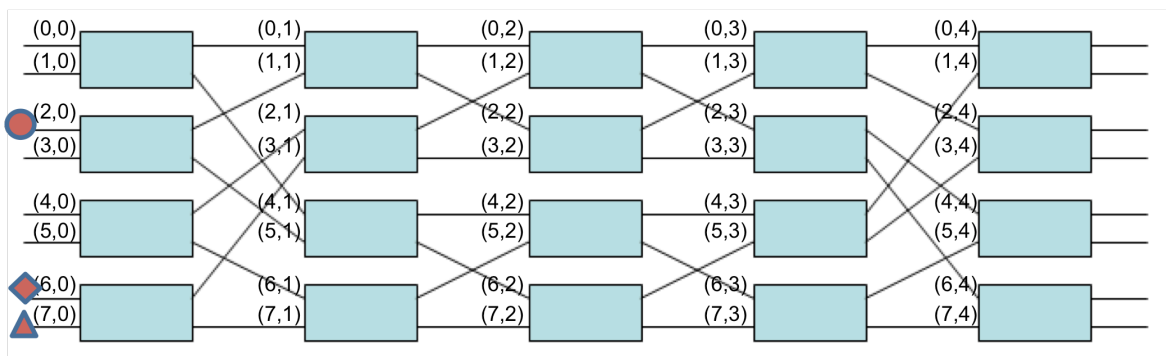 (0,0) (0,1) (0,2) (0,3) (0,4)
(1,0) (1,1) (1,2) (1,3) (1,4)
(2,0) (2,1) (2,2) (2,3) (2,4)
(3,0) (3,1) (3,2) (3,3) (3,4)
(4,0) (4,1) (4,2) (4,3) (4,4)
(5,0) (5,1) (5,2) (5,3) (5,4)
(6,0) (6,1) (6,2) (6,3) (6,4)
(7,0) (7,1) (7,2) (7,3) (7,4)